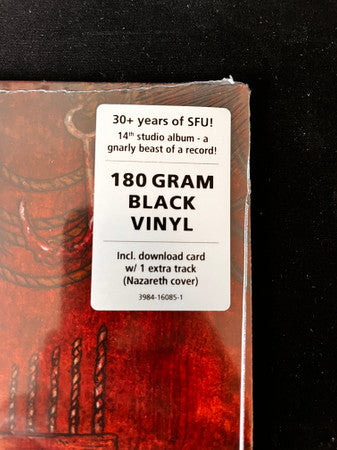 30+ years of SFU!
14th studio album - a
gnarly beast of a record!
180 GRAM
BLACK
VINYL
Incl. download card
w/ 1 extra track
(Nazareth cover)
3984-16085-1